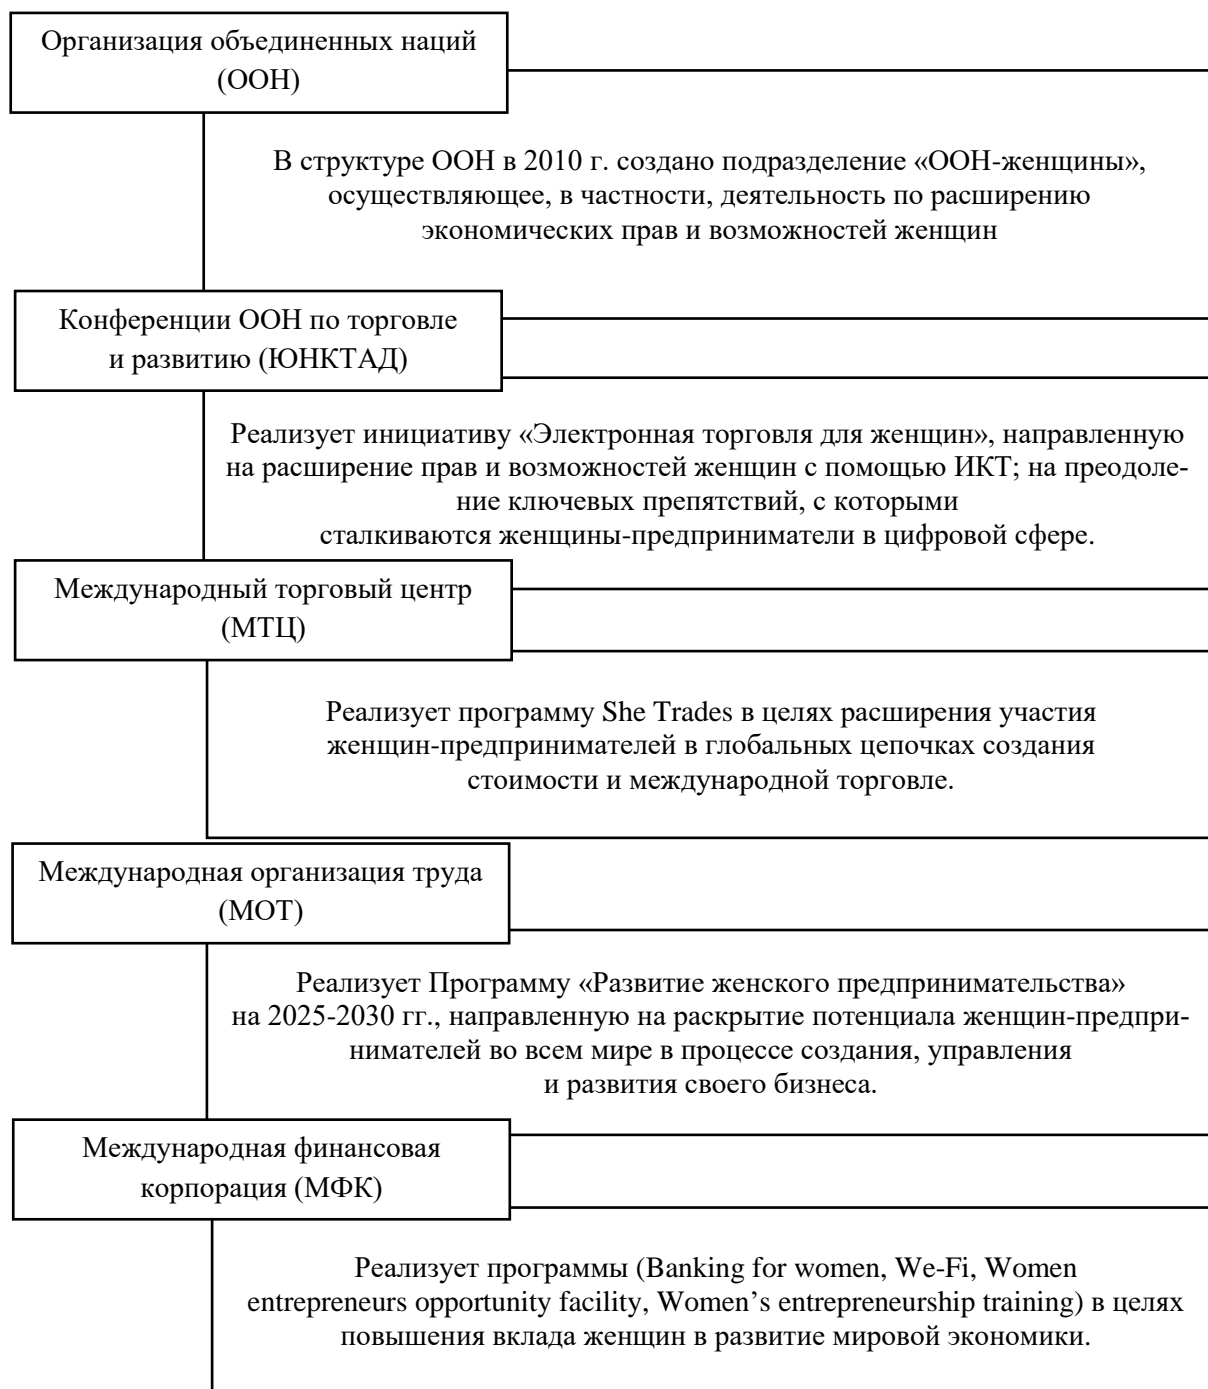 Организация объединенных наций
(ООН)
В структуре ООН в 2010 г. создано подразделение «ООН-женщины»,
осуществляющее, в частности, деятельность по расширению
экономических прав и возможностей женщин
Конференции ООН по торговле
и развитию (ЮНКТАД)
Реализует инициативу «Электронная торговля для женщин», направленную
на расширение прав и возможностей женщин с помощью ИКТ; на преодоле-
ние ключевых препятствий, с которыми
сталкиваются женщины-предприниматели в цифровой сфере.
Международный торговый центр
(МТЦ)
Реализует программу She Trades в целях расширения участия
женщин-предпринимателей в глобальных цепочках создания
стоимости и международной торговле.
Международная организация труда
(МОТ)
Реализует Программу «Развитие женского предпринимательства»
на 2025-2030 гг., направленную на раскрытие потенциала женщин-предпри-
нимателей во всем мире в процессе создания, управления
и развития своего бизнеса.
Международная финансовая
корпорация (МФК)
Реализует программы (Banking for women, We-Fi, Women
entrepreneurs opportunity facility, Women’s entrepreneurship training) в целях
повышения вклада женщин в развитие мировой экономики.